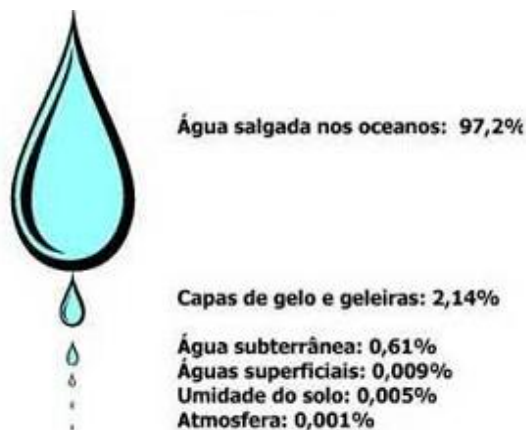 Água salgada nos oceanos: 97,2%
Capas de gelo e geleiras: 2,14%
Água subterrânea: 0,61%
Águas superficiais: 0,009%
Umidade do solo: 0,005%
Atmosfera: 0,001%